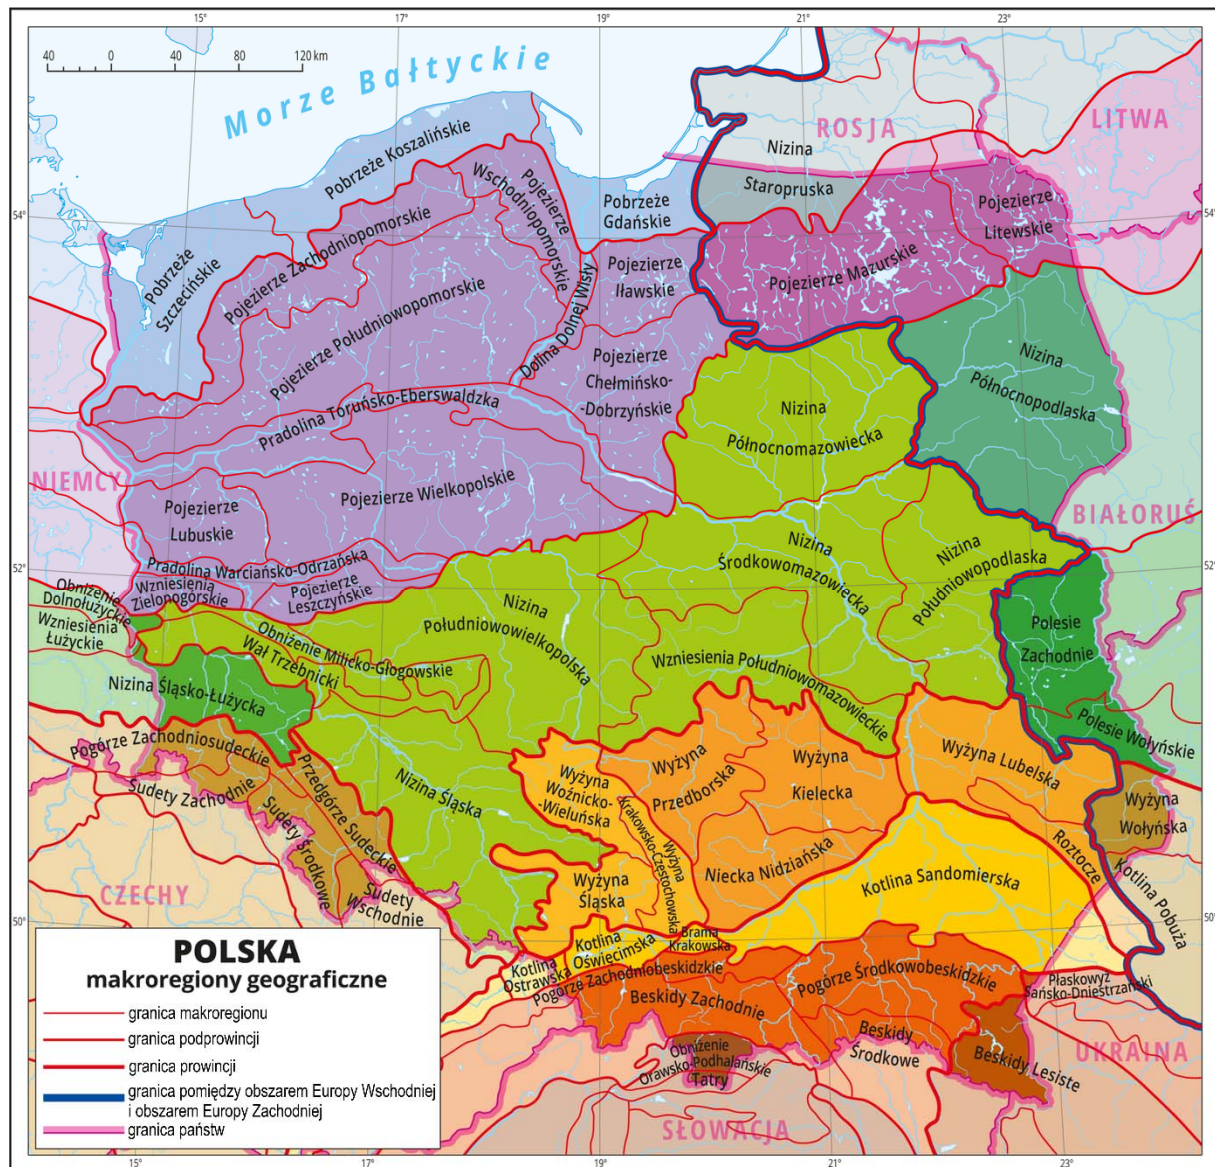 15°
17°
19°
21°
23°
40 0 40 80 120 km
Morze Bałtyckie
ROSJA
LITWA
Nizina
Staropruska
54°
54°
Pobrzeże Koszalińskie
Pojezierze
Wschodniopomorskie
Pobrzeże
Gdańskie
Pojezierze
Litewskie
Pobrzeże
Szczecińskie
Pojezierze Zachodniopomorskie
Pojezierze Południowopomorskie
Dolina Dolnej Wisły
Pojezierze
Iławskie
Pojezierze Mazurskie
Pojezierze
Chełmińsko-
-Dobrzyńskie
Nizina
Północnopodlaska
Nizina
Północnomazowiecka
Pradolina Toruńsko-Eberswaldzka
NIEMCY
Pojezierze
Lubuskie
Pojezierze Wielkopolskie
BIAŁORUŚ
52°
52°
Pradolina Warciańsko-Odrzańska
Wzniesienia
Zielonogórskie
Pojezierze
Leszczyńskie
Obniżenie
Dolnołużyckie
Wzniesienia
Łużyckie
Nizina
Południowowielkopolska
Nizina
Środkowomazowiecka
Nizina
Południowopodlaska
Polesie
Zachodnie
Obniżenie Milicko-Głogowskie
Wał Trzebnicki
Wzniesienia Południowomazowieckie
Nizina Śląsko-Łużycka
Polesie Wołyńskie
Pogórze Zachodniosudeckie
Sudety Zachodnie
Przedgórze Sudeckie
Sudety Środkowe
Sudety
Wschodnie
Nizina Śląska
Wyżyna
Woźnicko-
-Wieluńska
Wyżyna
Przedborska
Wyżyna
Kielecka
Wyżyna Lubelska
Wyżyna
Wołyńska
Wyżyna
Krakowsko-Częstochowska
Niecka Nidziańska
Roztocze
Kotlina Pobuża
Wyżyna
Śląska
Kotlina Sandomierska
CZECHY
50°
50°
Brama
Krakowska
Kotlina
Oświęcimska
Kotlina
Ostrawska
Pogórze Zachodniobeskidzkie
Pogórze Środkowobeskidzkie
Płaskowyż
Sańsko-Dniestrzański
Beskidy Zachodnie
Beskidy
Środkowe
Beskidy Lesiste
UKRAINA
Obniżenie
Orawsko-Podhalańskie
Tatry
SŁOWACJA
POLSKA
makroregiony geograficzne
granica makroregionu
granica podprowincji
granica prowincji
granica pomiędzy obszarem Europy Wschodniej
i obszarem Europy Zachodniej
granica państw
15°
17°
19°
21°
23°